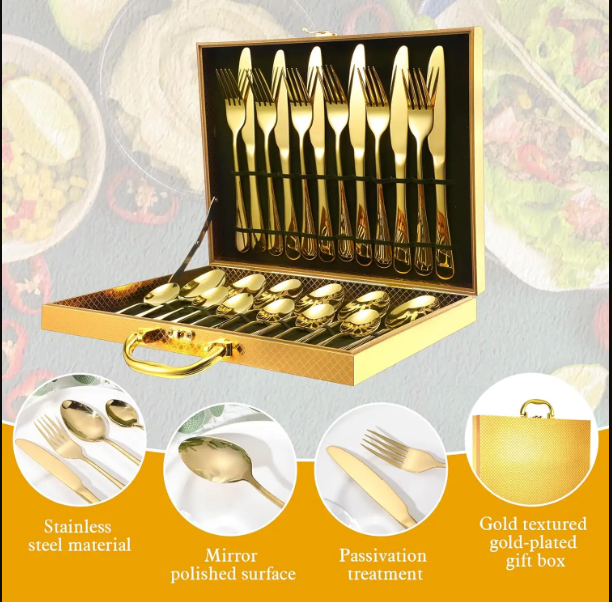 Stainless
steel material
Mirror
polished surface
Passivation
treatment
Gold textured
gold-plated
gift box